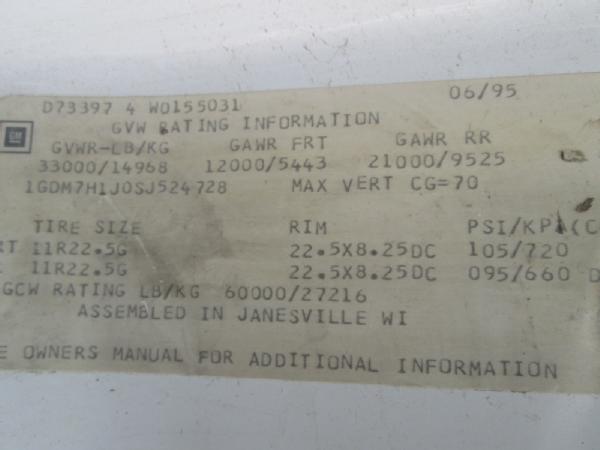 D73397 4 W0155031 06/95
GVW RATING INFORMATION
GM GVWR-LB/KG GAWR FRT GAWR RR
33000/14968 12000/5443 21000/9525
1GDM7H1J0SJ524728 MAX VERT CG=70
TIRE SIZE RIM PSI/KPA(C
RT 11R22.5G 22.5X8.25DC 105/720
11R22.5G 22.5X8.25DC 095/660 D
GCW RATING LB/KG 60000/27216
ASSEMBLED IN JANESVILLE WI
E OWNERS MANUAL FOR ADDITIONAL INFORMATION